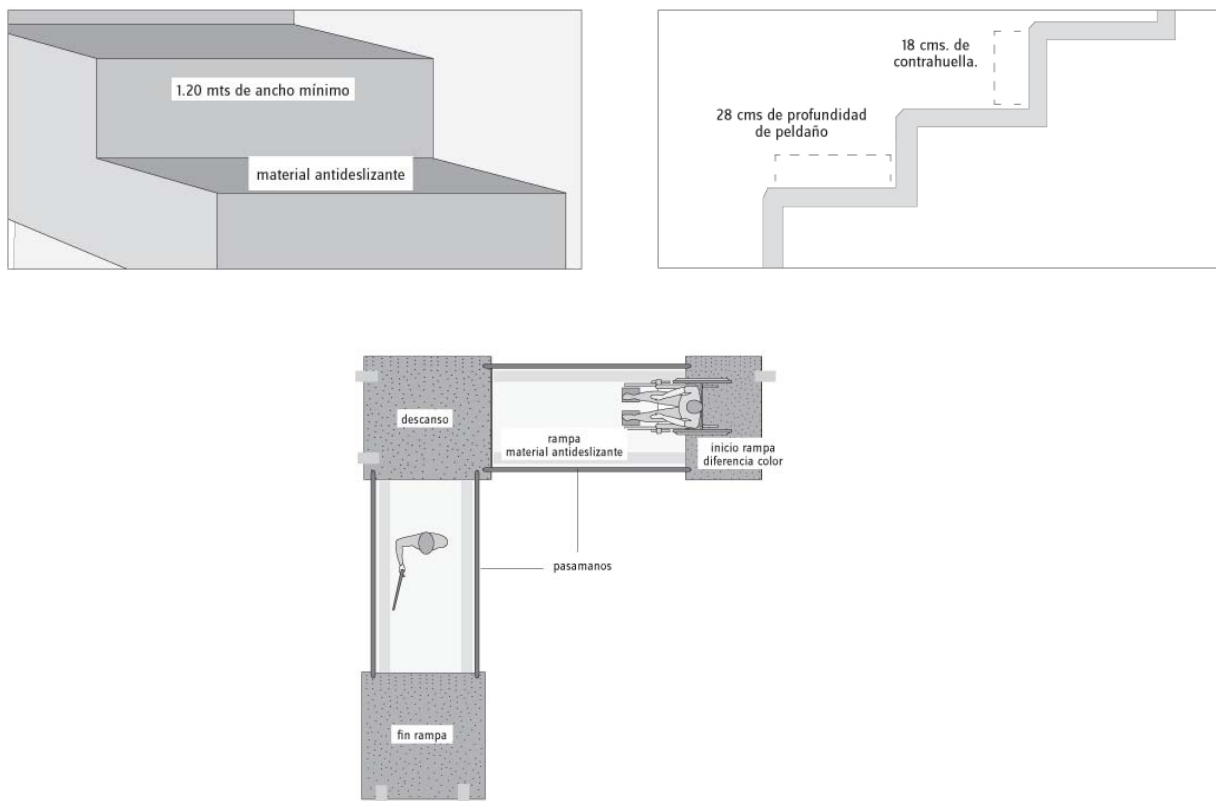 1.20 mts de ancho mínimo
material antideslizante
18 cms. de
contrahuella.
28 cms de profundidad
de peldaño
descanso
rampa
material antideslizante
inicio rampa
diferencia color
pasamanos
fin rampa